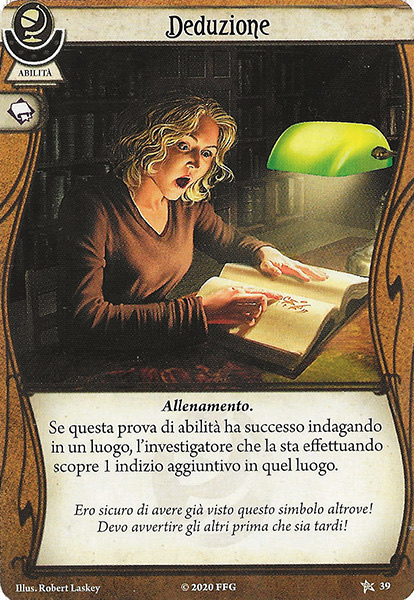 Deduzione
ABILITÀ
Allenamento.
Se questa prova di abilità ha successo indagando
in un luogo, l'investigatore che la sta effettuando
scopre 1 indizio aggiuntivo in quel luogo.
Ero sicuro di avere già visto questo simbolo altrove!
Devo avvertire gli altri prima che sia tardi!
Illus. Robert Laskey
© 2020 FFG
39